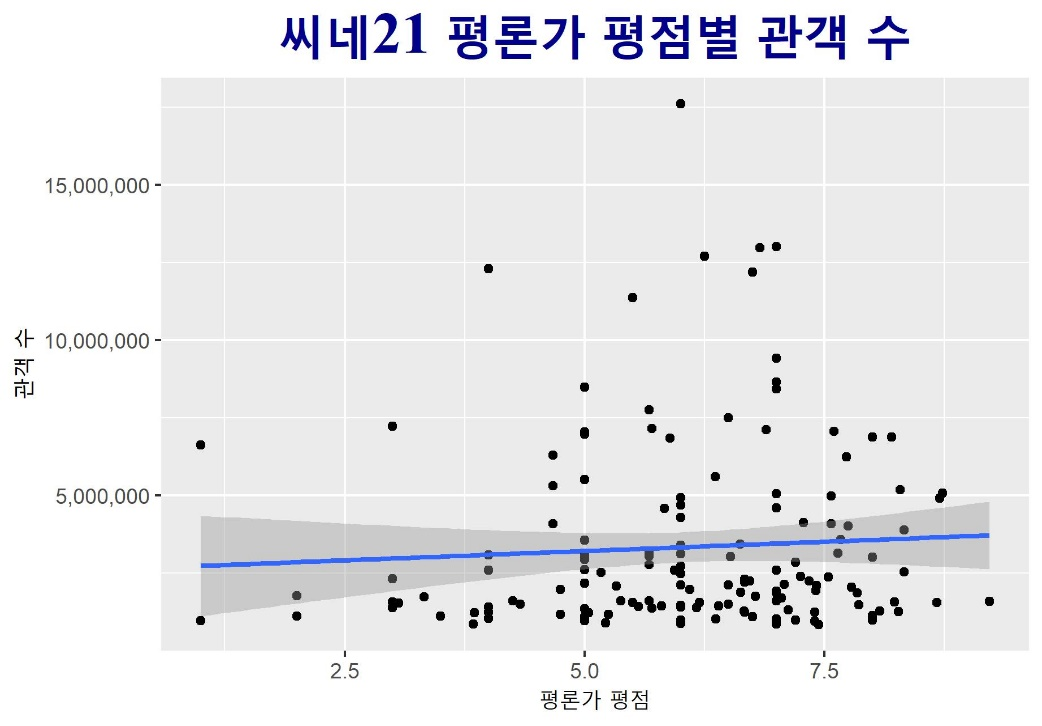 씨네21 평론가 평점별 관객 수
15,000,000
10,000,000
5,000,000
관객 수
2.5 5.0 7.5
평론가 평점